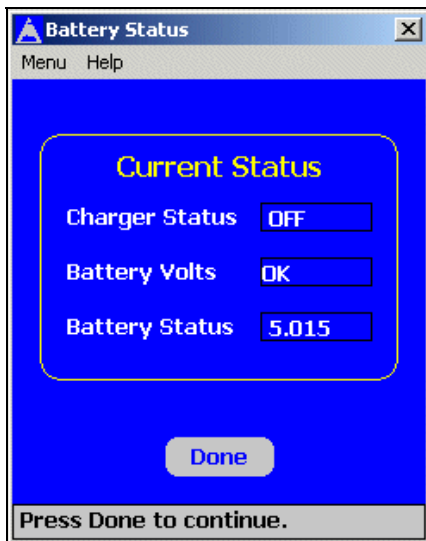 Battery Status
Menu Help
Current Status
Charger Status OFF
Battery Volts OK
Battery Status 5.015
Done
Press Done to continue.